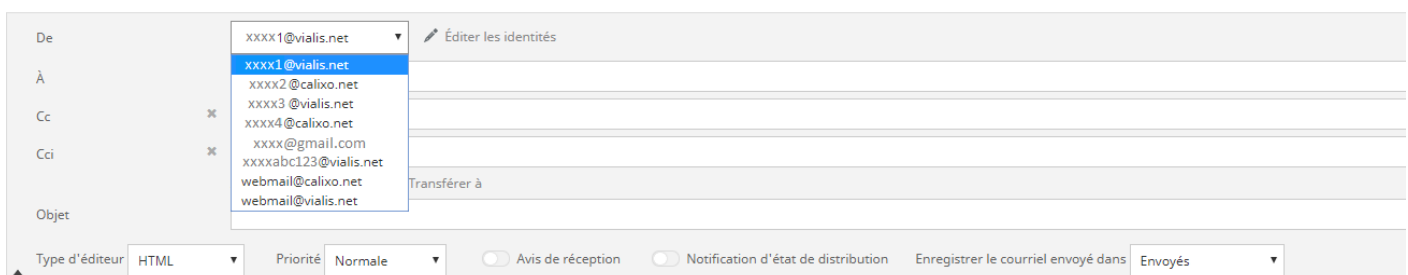 De xxxx1@vialis.net Éditer les identités
xxxx1@vialis.net
À
xxxx2@calixo.net
xxxx3 @vialis.net
Cc
xxxx4@calixo.net
xxxx@gmail.com
Cci
xxxxabc123@vialis.net
webmail@calixo.net Transférer à
webmail@vialis.net
Objet
Type d'éditeur HTML Priorité Normale Avis de réception Notification d'état de distribution Enregistrer le courriel envoyé dans Envoyés